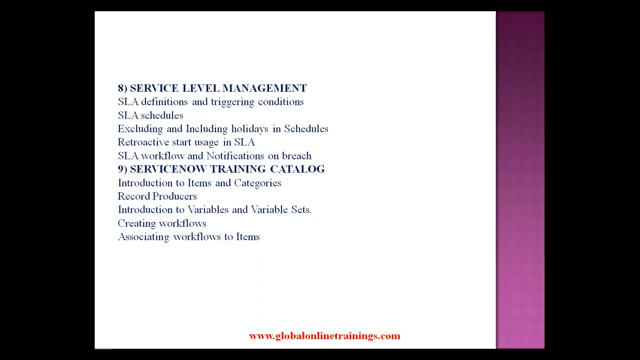 8) SERVICE LEVEL MANAGEMENT
SLA definitions and triggering conditions
SLA schedules
Excluding and Including holidays in Schedules
Retroactive start usage in SLA
SLA workflow and Notifications on breach
9) SERVICENOW TRAINING CATALOG
Introduction to Items and Categories
Record Producers
Introduction to Variables and Variable Sets.
Creating workflows
Associating workflows to Items
www.globalonlinetrainings.com